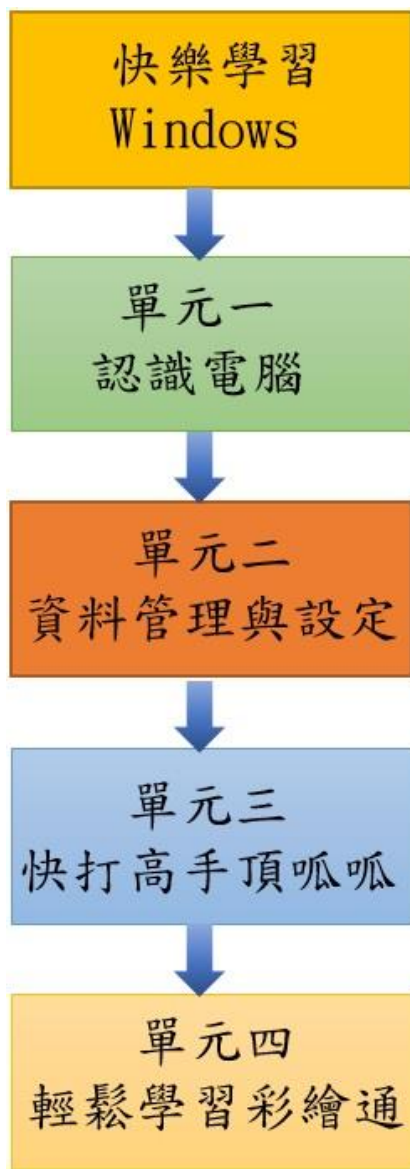 快樂學習
Windows
單元一
認識電腦
單元二
資料管理與設定
單元三
快打高手頂呱呱
單元四
輕鬆學習彩繪通